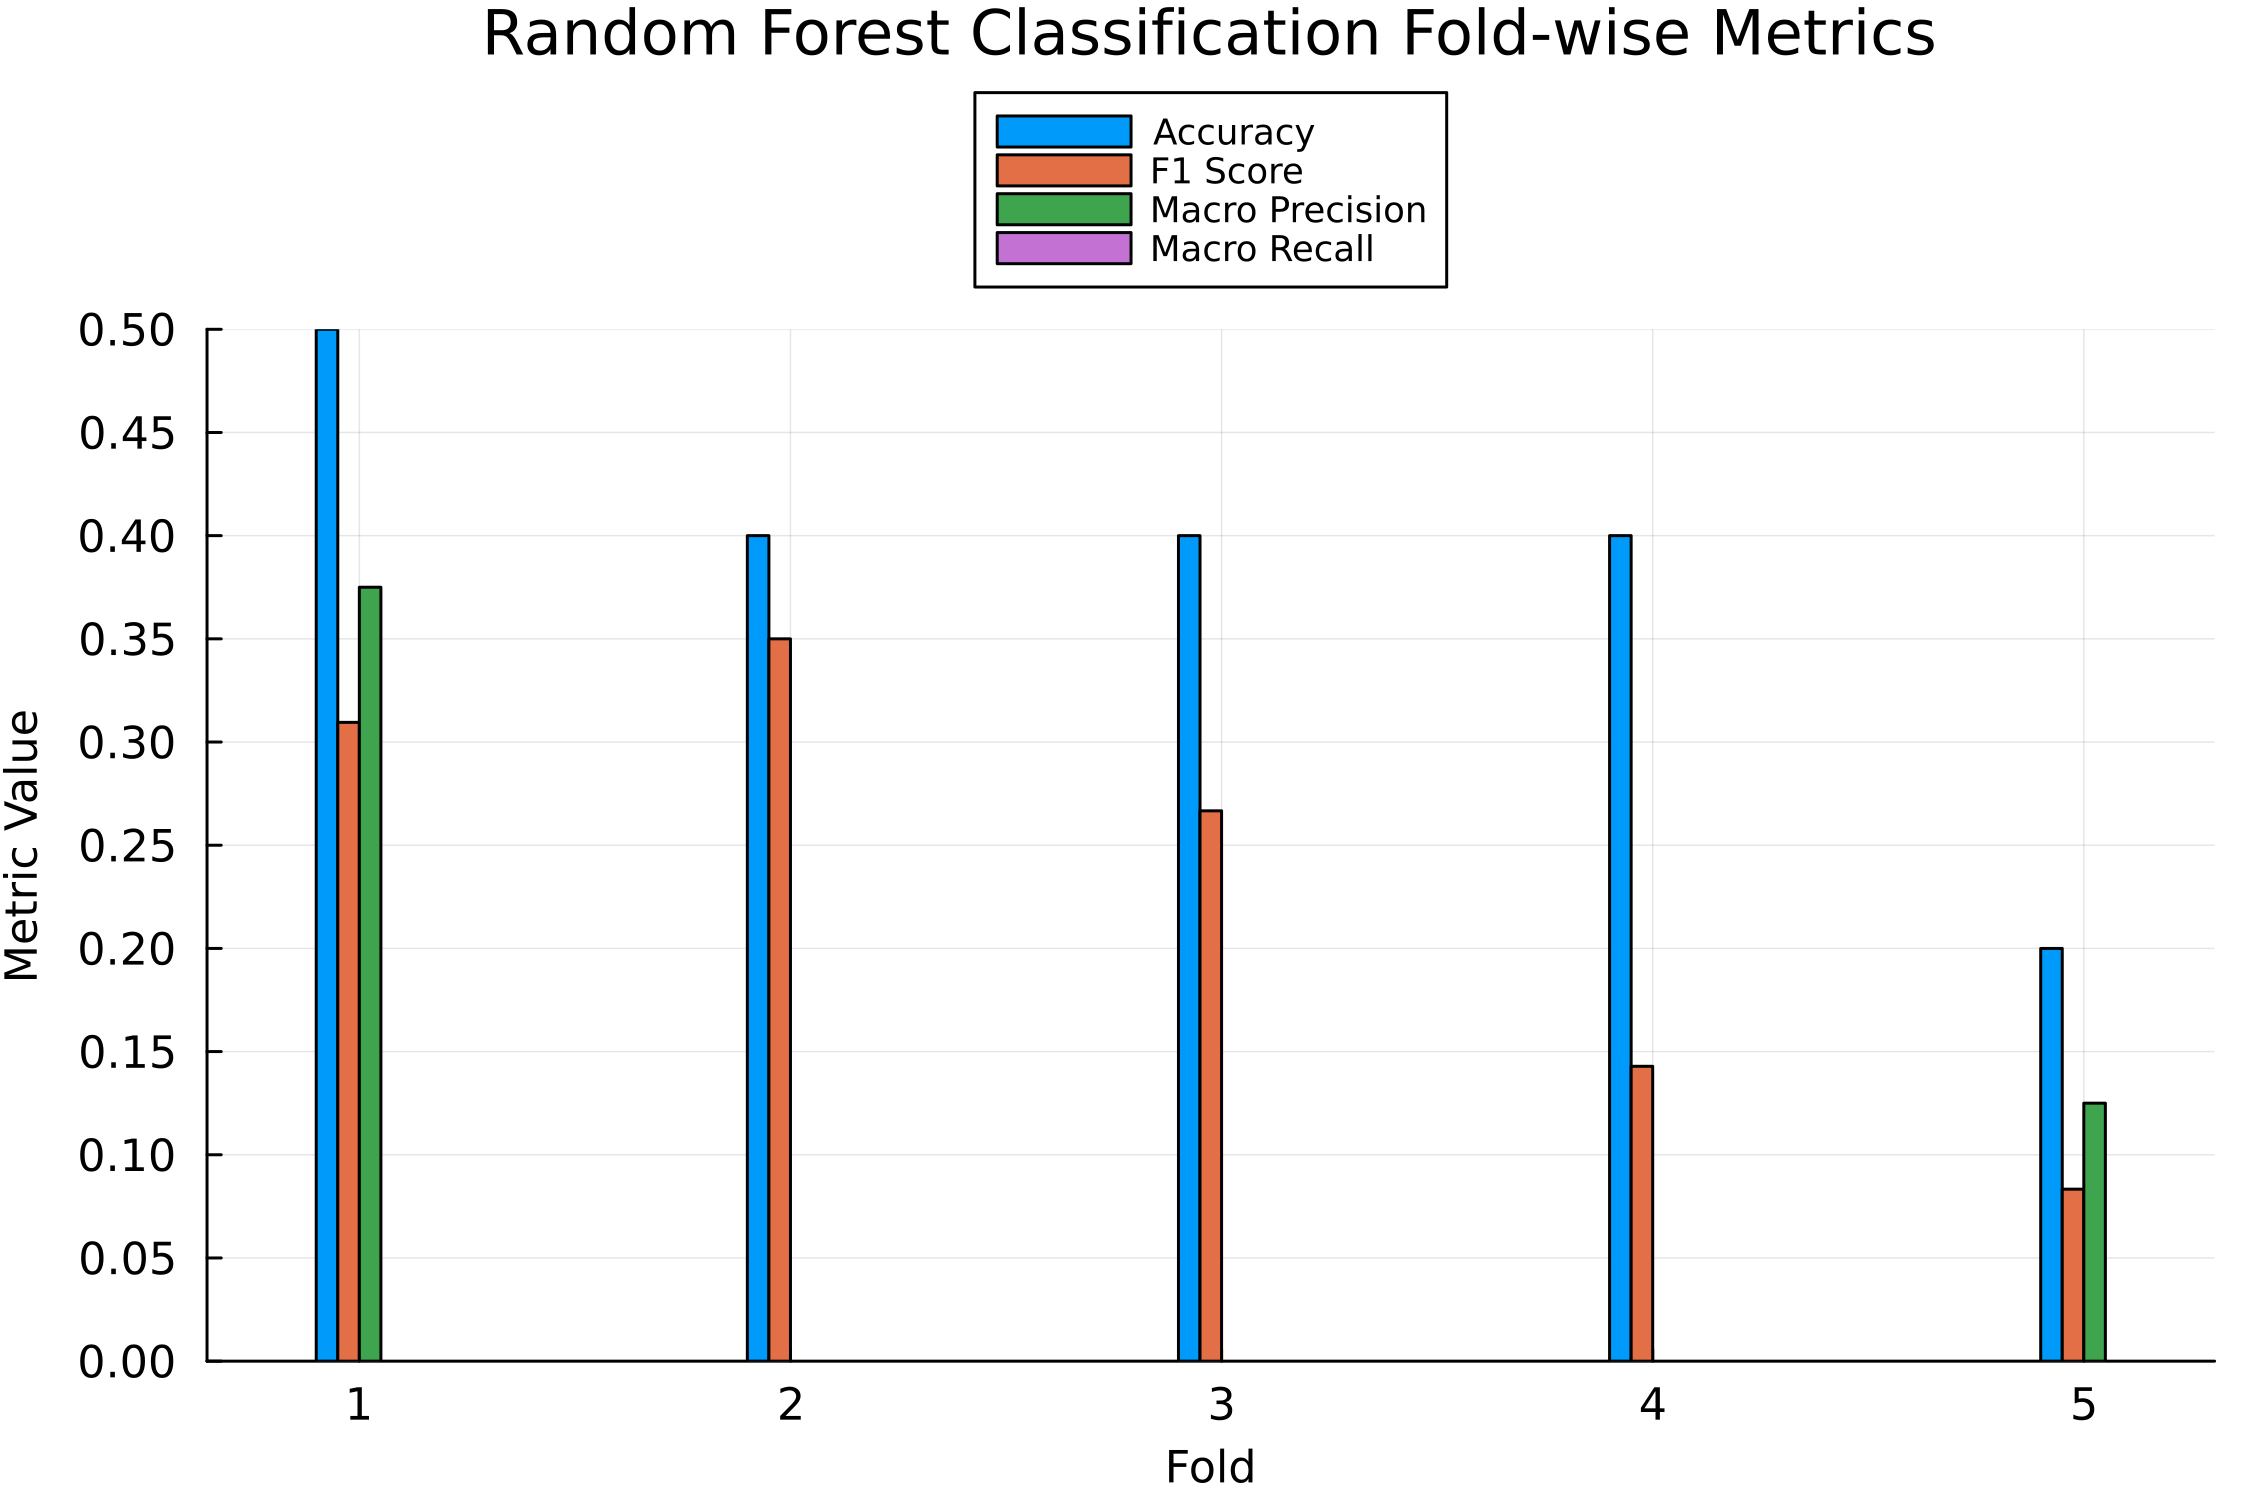 Random Forest Classification Fold-wise Metrics
Accuracy
F1 Score
Macro Precision
Macro Recall
0.50
0.45
0.40
0.35
0.30
0.25
0.20
0.15
0.10
0.05
0.00
Metric Value
1 2 3 4 5
Fold